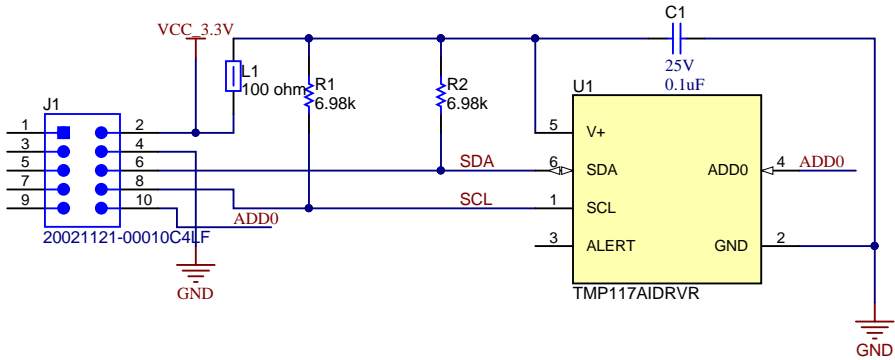 C1
VCC_3.3V
25V
0.1uF
L1
100 ohm
R1
6.98k
R2
6.98k
U1
J1
1
2
3
4
5
6
7
8
9
10
SDA
SCL
ADD0
20021121-00010C4LF
GND
5
V+
6
SDA
ADD0
4
ADD0
1
SCL
3
ALERT
GND
2
TMP117AIDRVR
GND